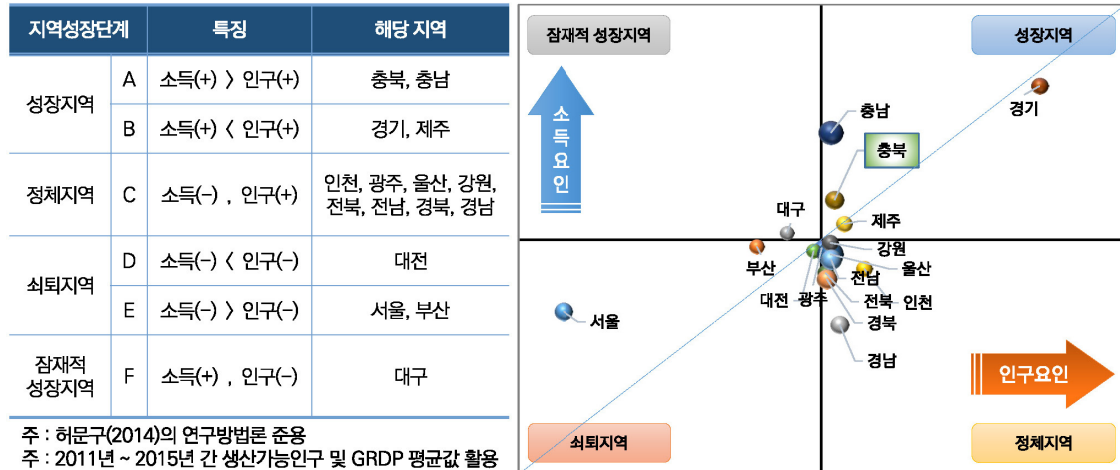 지역성장단계 특징 해당 지역
성장지역 A 소득(+) > 인구(+) 충북, 충남
B 소득(+) < 인구(+) 경기, 제주
정체지역 C 소득(-) , 인구(+) 인천, 광주, 울산, 강원,
전북, 전남, 경북, 경남
쇠퇴지역 D 소득(-) < 인구(-) 대전
E 소득(-) > 인구(-) 서울, 부산
잠재적
성장지역 F 소득(+) , 인구(-) 대구
주 : 허문구(2014)의 연구방법론 준용
주 : 2011년 ~ 2015년 간 생산가능인구 및 GRDP 평균값 활용
잠재적 성장지역
성장지역
소득요인
경기
충남
충북
대구
제주
부산
강원
울산
전남
대전
광주
전북
인천
서울
경북
경남
인구요인
쇠퇴지역
정체지역